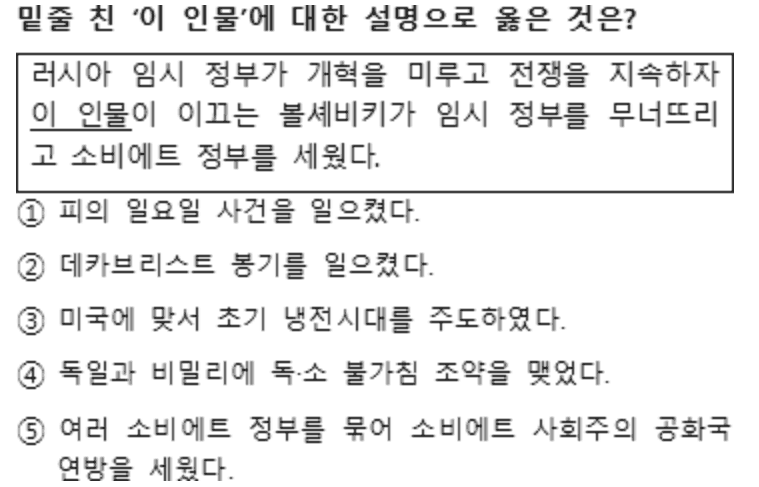 밑줄 친 ‘이 인물’에 대한 설명으로 옳은 것은?
러시아 임시 정부가 개혁을 미루고 전쟁을 지속하자
이 인물이 이끄는 볼셰비키가 임시 정부를 무너뜨리
고 소비에트 정부를 세웠다.
① 피의 일요일 사건을 일으켰다.
② 데카브리스트 봉기를 일으켰다.
③ 미국에 맞서 초기 냉전시대를 주도하였다.
④ 독일과 비밀리에 독·소 불가침 조약을 맺었다.
⑤ 여러 소비에트 정부를 묶어 소비에트 사회주의 공화국
연방을 세웠다.